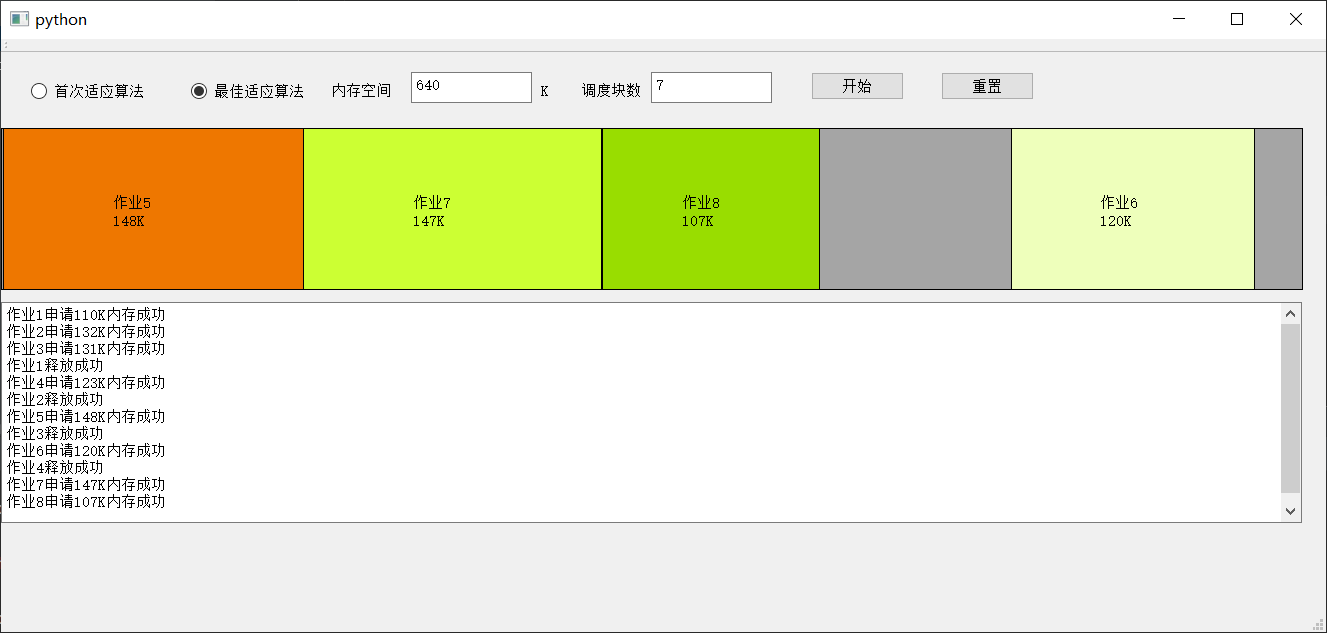 python
首次适应算法 最佳适应算法 内存空间 640 K 调度块数 7 开始 重置
作业5
148K
作业7
147K
作业8
107K
作业6
120K
作业1申请110K内存成功
作业2申请132K内存成功
作业3申请131K内存成功
作业1释放成功
作业4申请123K内存成功
作业2释放成功
作业5申请148K内存成功
作业3释放成功
作业6申请120K内存成功
作业4释放成功
作业7申请147K内存成功
作业8申请107K内存成功